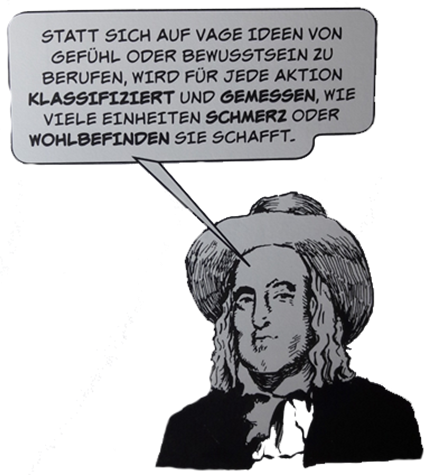 STATT SICH AUF VAGE IDEEN VON
GEFÜHL ODER BEWUSSTSEIN ZU
BERUFEN, WIRD FÜR JEDE AKTION
KLASSIFIZIERT UND GEMESSEN, WIE
VIELE EINHEITEN SCHMERZ ODER
WOHLBEFINDEN SIE SCHAFFT.